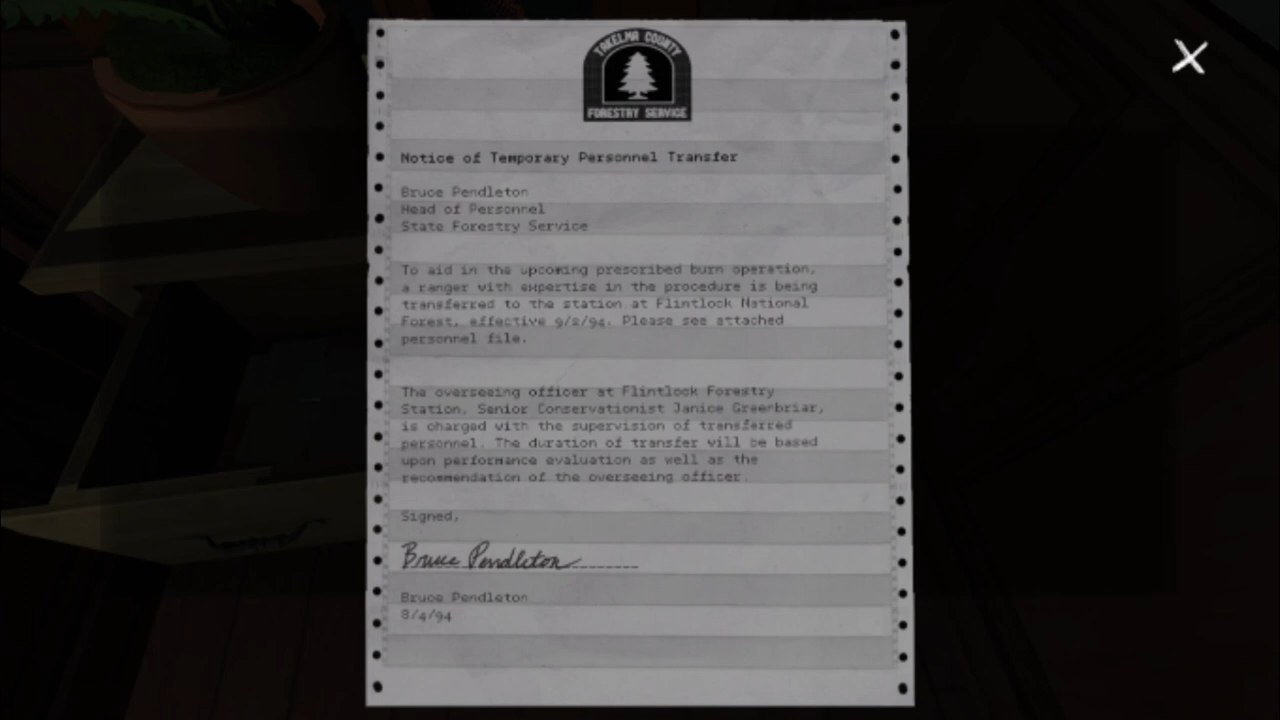 TAKELMA COUNTY
FORESTRY SERVICE
Notice of Temporary Personnel Transfer
Bruce Pendleton
Head of Personnel
State Forestry Service
To aid in the upcoming prescribed burn operation,
a ranger with expertise in the procedure is being
transferred to the station at Flintlock National
Forest, effective 9/2/94. Please see attached
personnel file.
The overseeing officer at Flintlock Forestry
Station, Senior Conservationist Janice Greenbriar,
is charged with the supervision of transferred
personnel. The duration of transfer will be based
upon performance evaluation as well as the
recommendation of the overseeing officer.
Signed,
Bruce Pendleton
Bruce Pendleton
8/4/94